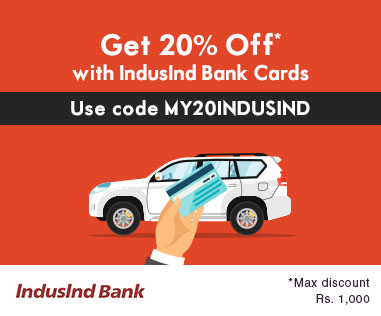 Get 20% Off*
with IndusInd Bank Cards
Use code MY20INDUSIND
IndusInd Bank
*Max discount
Rs. 1,000